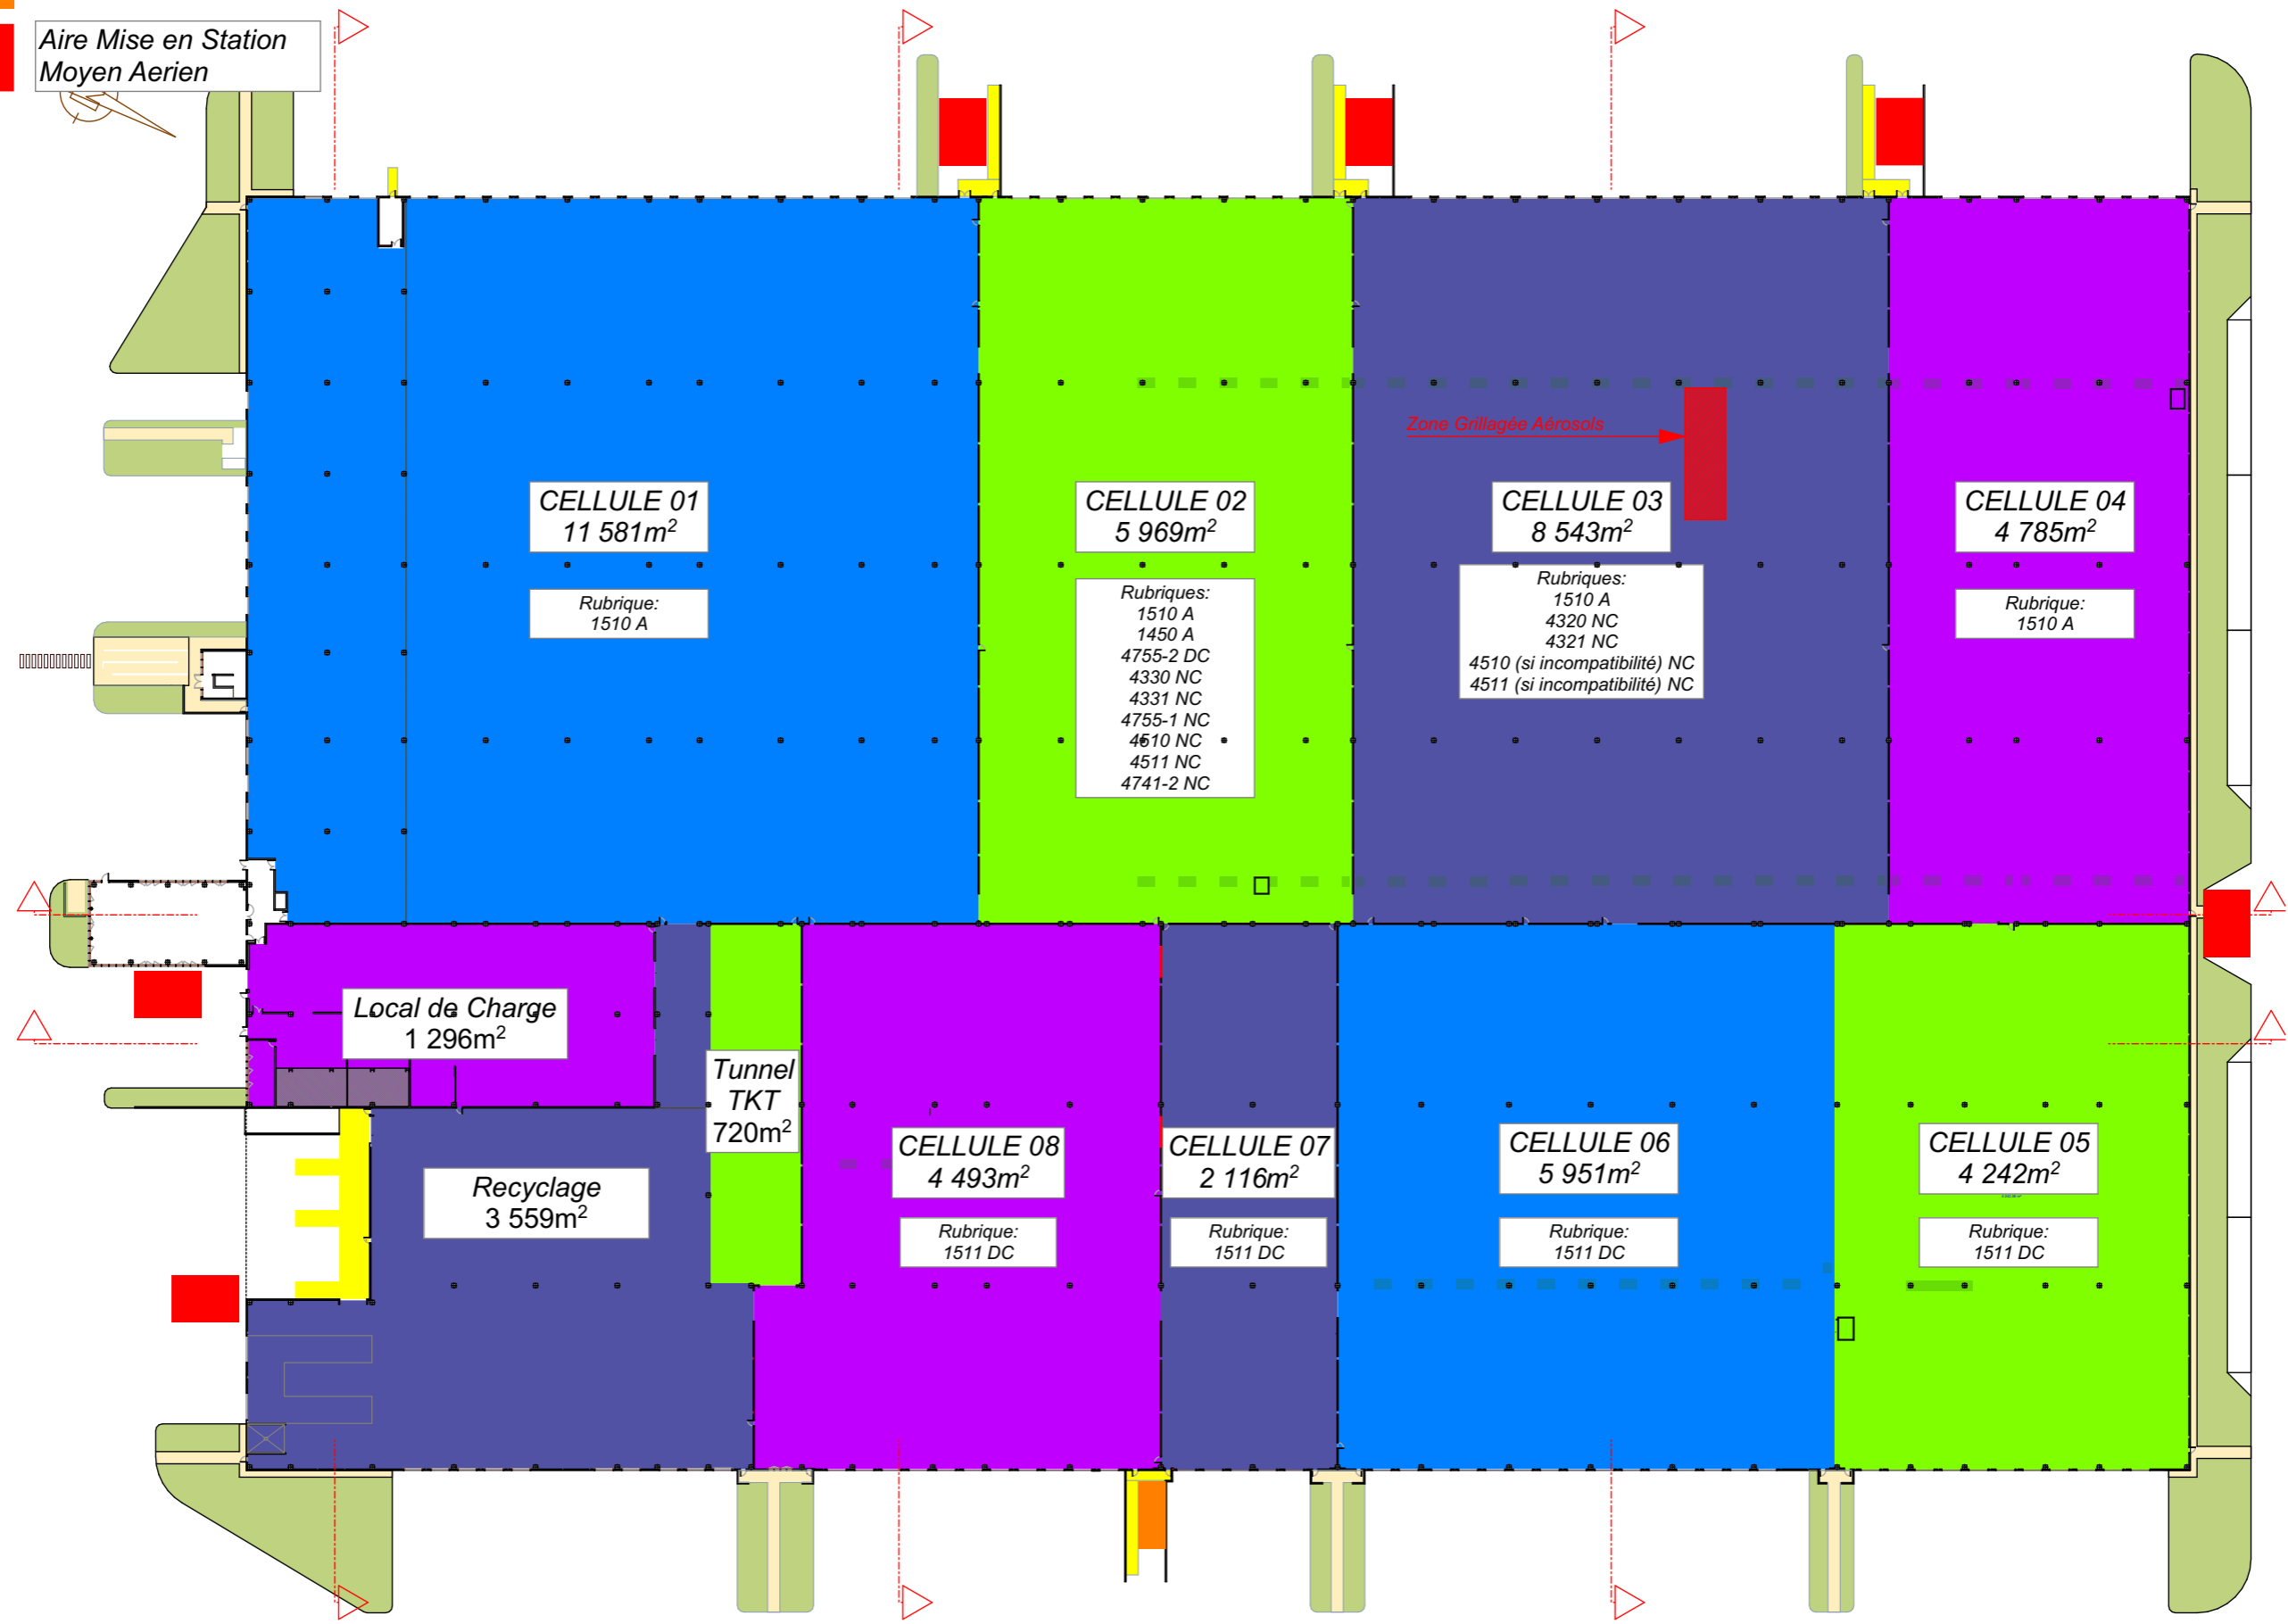 Aire Mise en Station
Moyen Aerien
Zone Grillagée Aérosols
CELLULE 01
11 581m²
Rubrique:
1510 A
CELLULE 02
5 969m²
Rubriques:
1510 A
1450 A
4755-2 DC
4330 NC
4331 NC
4755-1 NC
4510 NC
4511 NC
4741-2 NC
CELLULE 03
8 543m²
Rubriques:
1510 A
4320 NC
4321 NC
4510 (si incompatibilité) NC
4511 (si incompatibilité) NC
CELLULE 04
4 785m²
Rubrique:
1510 A
Local de Charge
1 296m²
Tunnel
TKT
720m²
Recyclage
3 559m²
CELLULE 08
4 493m²
Rubrique:
1511 DC
CELLULE 07
2 116m²
Rubrique:
1511 DC
CELLULE 06
5 951m²
Rubrique:
1511 DC
CELLULE 05
4 242m²
Rubrique:
1511 DC